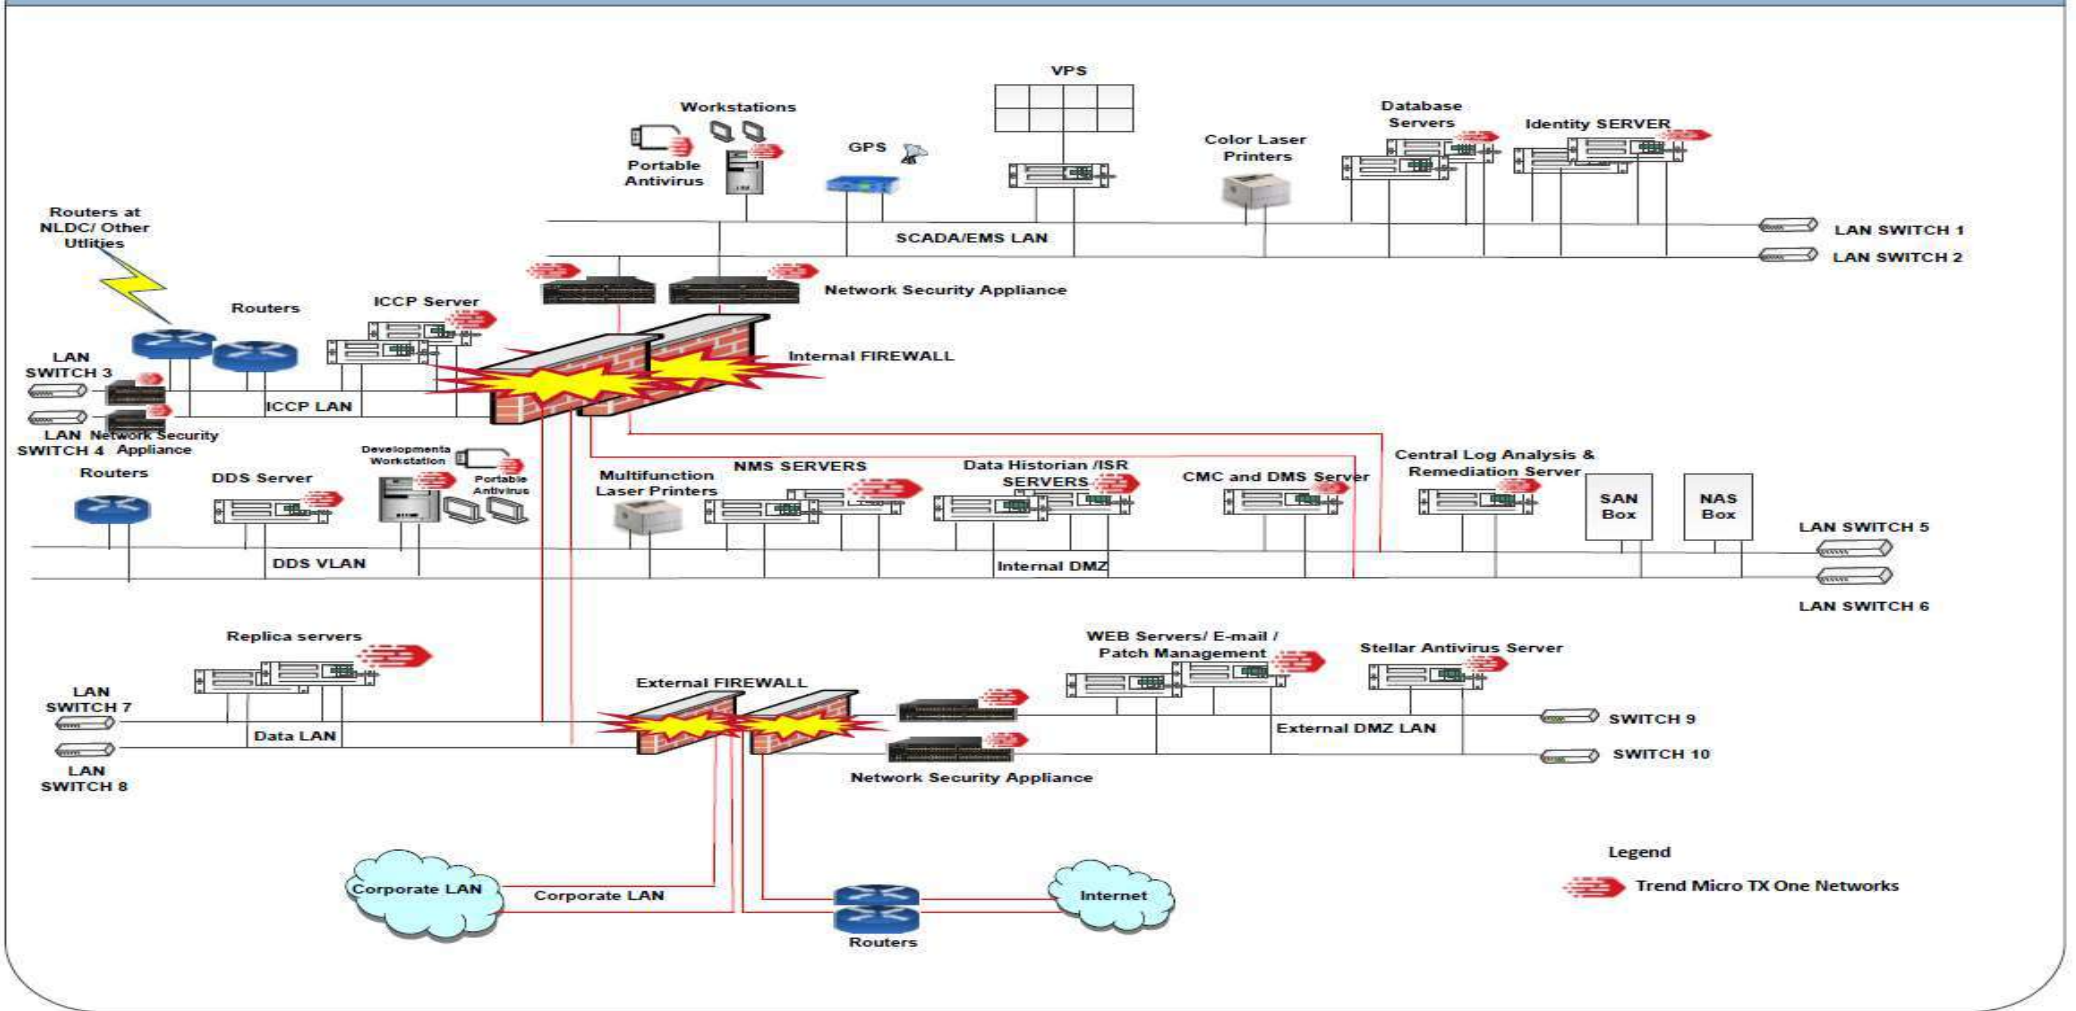 VPS
Workstations
Database
Servers
Identity SERVER
Color Laser
Printers
GPS
Portable
Antivirus
Routers at
NLDC/ Other
Utlities
SCADA/EMS LAN
LAN SWITCH 1
LAN SWITCH 2
Network Security Appliance
ICCP Server
Routers
Internal FIREWALL
LAN
SWITCH 3
ICCP LAN
LAN
SWITCH 4
Network Security
Appliance
Routers
DDS Server
Developmenta
Workstation
Portable
Antivirus
Multifunction
Laser Printers
NMS SERVERS
Data Historian /ISR
SERVERS
CMC and DMS Server
Central Log Analysis &
Remediation Server
SAN
Box
NAS
Box
LAN SWITCH 5
DDS VLAN
Internal DMZ
LAN SWITCH 6
Replica servers
WEB Servers/ E-mail /
Patch Management
Stellar Antivirus Server
External FIREWALL
LAN
SWITCH 7
Data LAN
External DMZ LAN
SWITCH 9
SWITCH 10
LAN
SWITCH 8
Network Security Appliance
Legend
Trend Micro TX One Networks
Corporate LAN
Corporate LAN
Internet
Routers